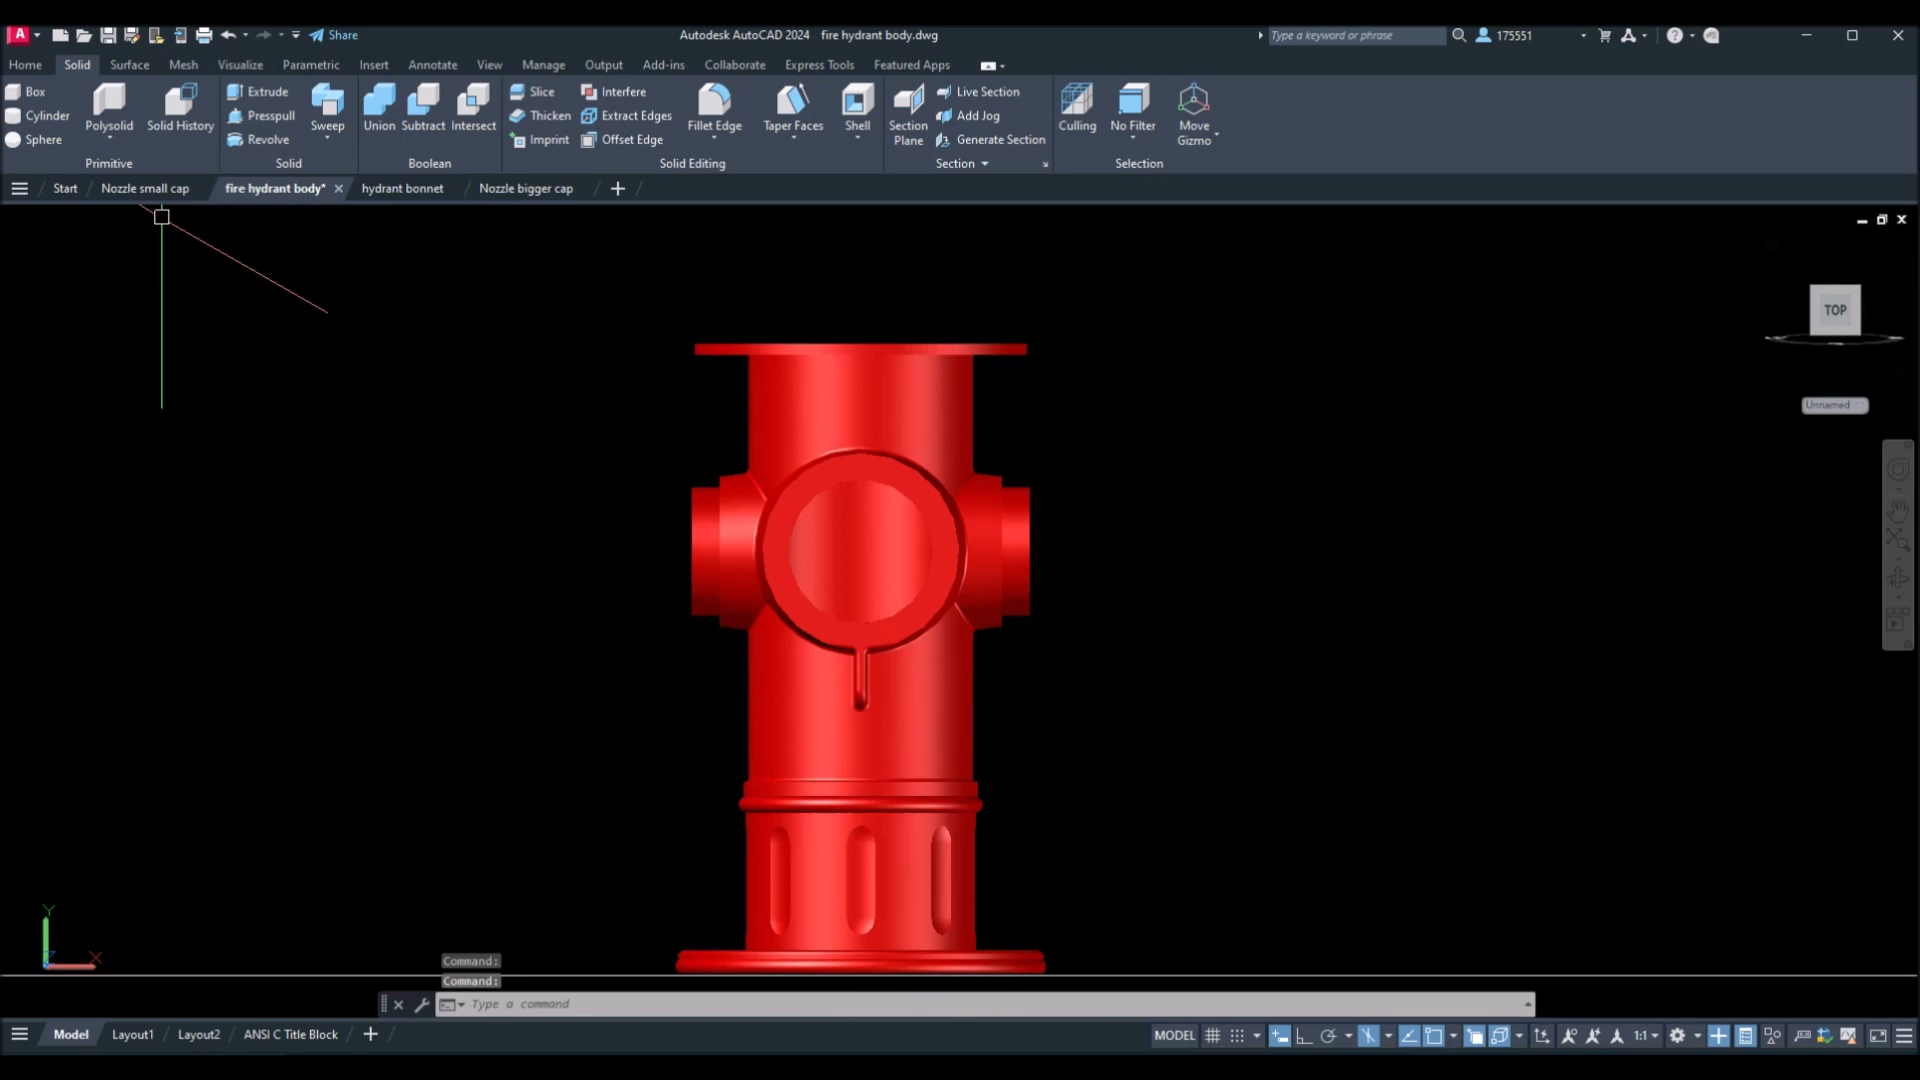 A Share Autodesk AutoCAD 2024 fire hydrant body.dwg Type a keyword or phrase 175551
Home Solid Surface Mesh Visualize Parametric Insert Annotate View Manage Output Add-ins Collaborate Express Tools Featured Apps
Box Extrude Slice Interfere Live Section
Cylinder Presspull Thicken Extract Edges Add Jog
Polysolid Solid History Sweep Union Subtract Intersect Fillet Edge Taper Faces Shell Section Plane Culling No Filter Move Gizmo
Sphere Revolve Imprint Offset Edge Generate Section
Primitive Solid Boolean Solid Editing Section Selection
Start Nozzle small cap fire hydrant body* hydrant bonnet Nozzle bigger cap
TOP
Unnamed
Y
X
Command:
Command:
Type a command
Model Layout1 Layout2 ANSI C Title Block MODEL 1:1